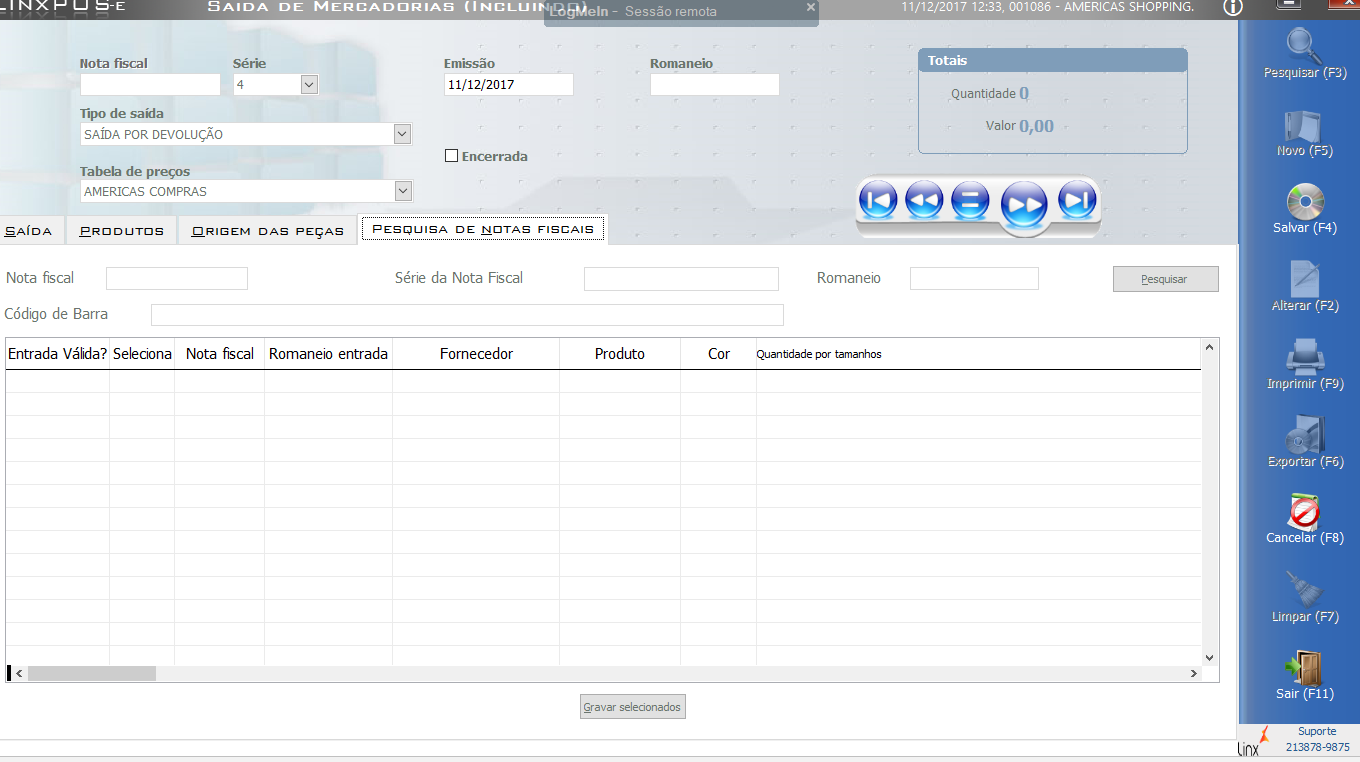 LINXPOS-E
SAÍDA DE MERCADORIAS (INCLUINDO)
LogMeIn – Sessão remota
11/12/2017 12:33, 001086 - AMERICAS SHOPPING.
Nota fiscal
Série
4
Emissão
11/12/2017
Romaneio
Totais
Quantidade 0
Valor 0,00
Tipo de saída
SAÍDA POR DEVOLUÇÃO
Encerrada
Tabela de preços
AMERICAS COMPRAS
SAÍDA
PRODUTOS
ORIGEM DAS PEÇAS
PESQUISA DE NOTAS FISCAIS
Nota fiscal
Série da Nota Fiscal
Romaneio
Pesquisar
Código de Barra
Entrada Válida? Seleciona Nota fiscal Romaneio entrada Fornecedor Produto Cor Quantidade por tamanhos
Gravar selecionados
Pesquisar (F3)
Novo (F5)
Salvar (F4)
Alterar (F2)
Imprimir (F9)
Exportar (F6)
Cancelar (F8)
Limpar (F7)
Sair (F11)
linx
Suporte
213878-9875